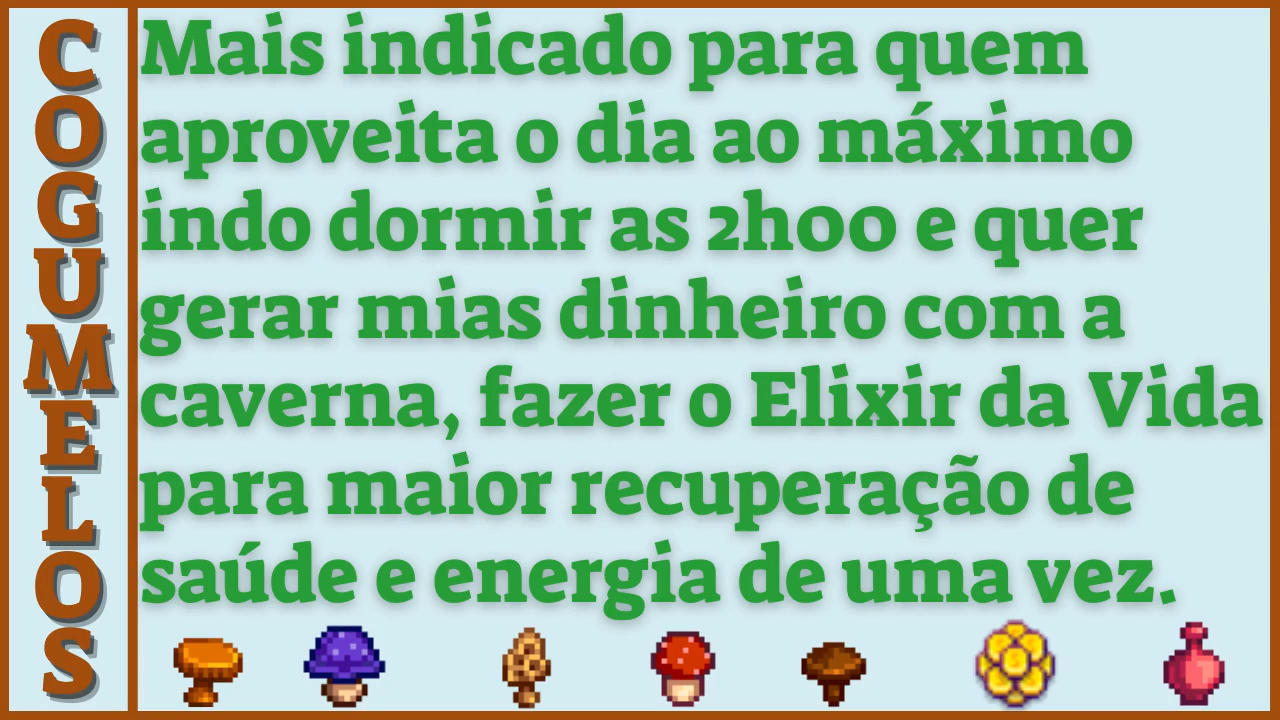 COGUMELOS
Mais indicado para quem
aproveita o dia ao máximo
indo dormir as 2h00 e quer
gerar mias dinheiro com a
caverna, fazer o Elixir da Vida
para maior recuperação de
saúde e energia de uma vez.